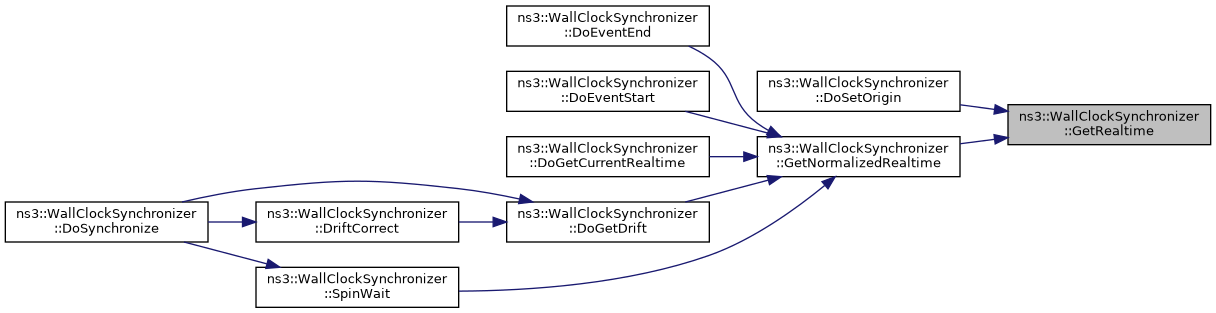 ns3::WallClockSynchronizer
::DoEventEnd
ns3::WallClockSynchronizer
::DoEventStart
ns3::WallClockSynchronizer
::DoSetOrigin
ns3::WallClockSynchronizer
::GetRealtime
ns3::WallClockSynchronizer
::DoGetCurrentRealtime
ns3::WallClockSynchronizer
::GetNormalizedRealtime
ns3::WallClockSynchronizer
::DoSynchronize
ns3::WallClockSynchronizer
::DriftCorrect
ns3::WallClockSynchronizer
::DoGetDrift
ns3::WallClockSynchronizer
::SpinWait